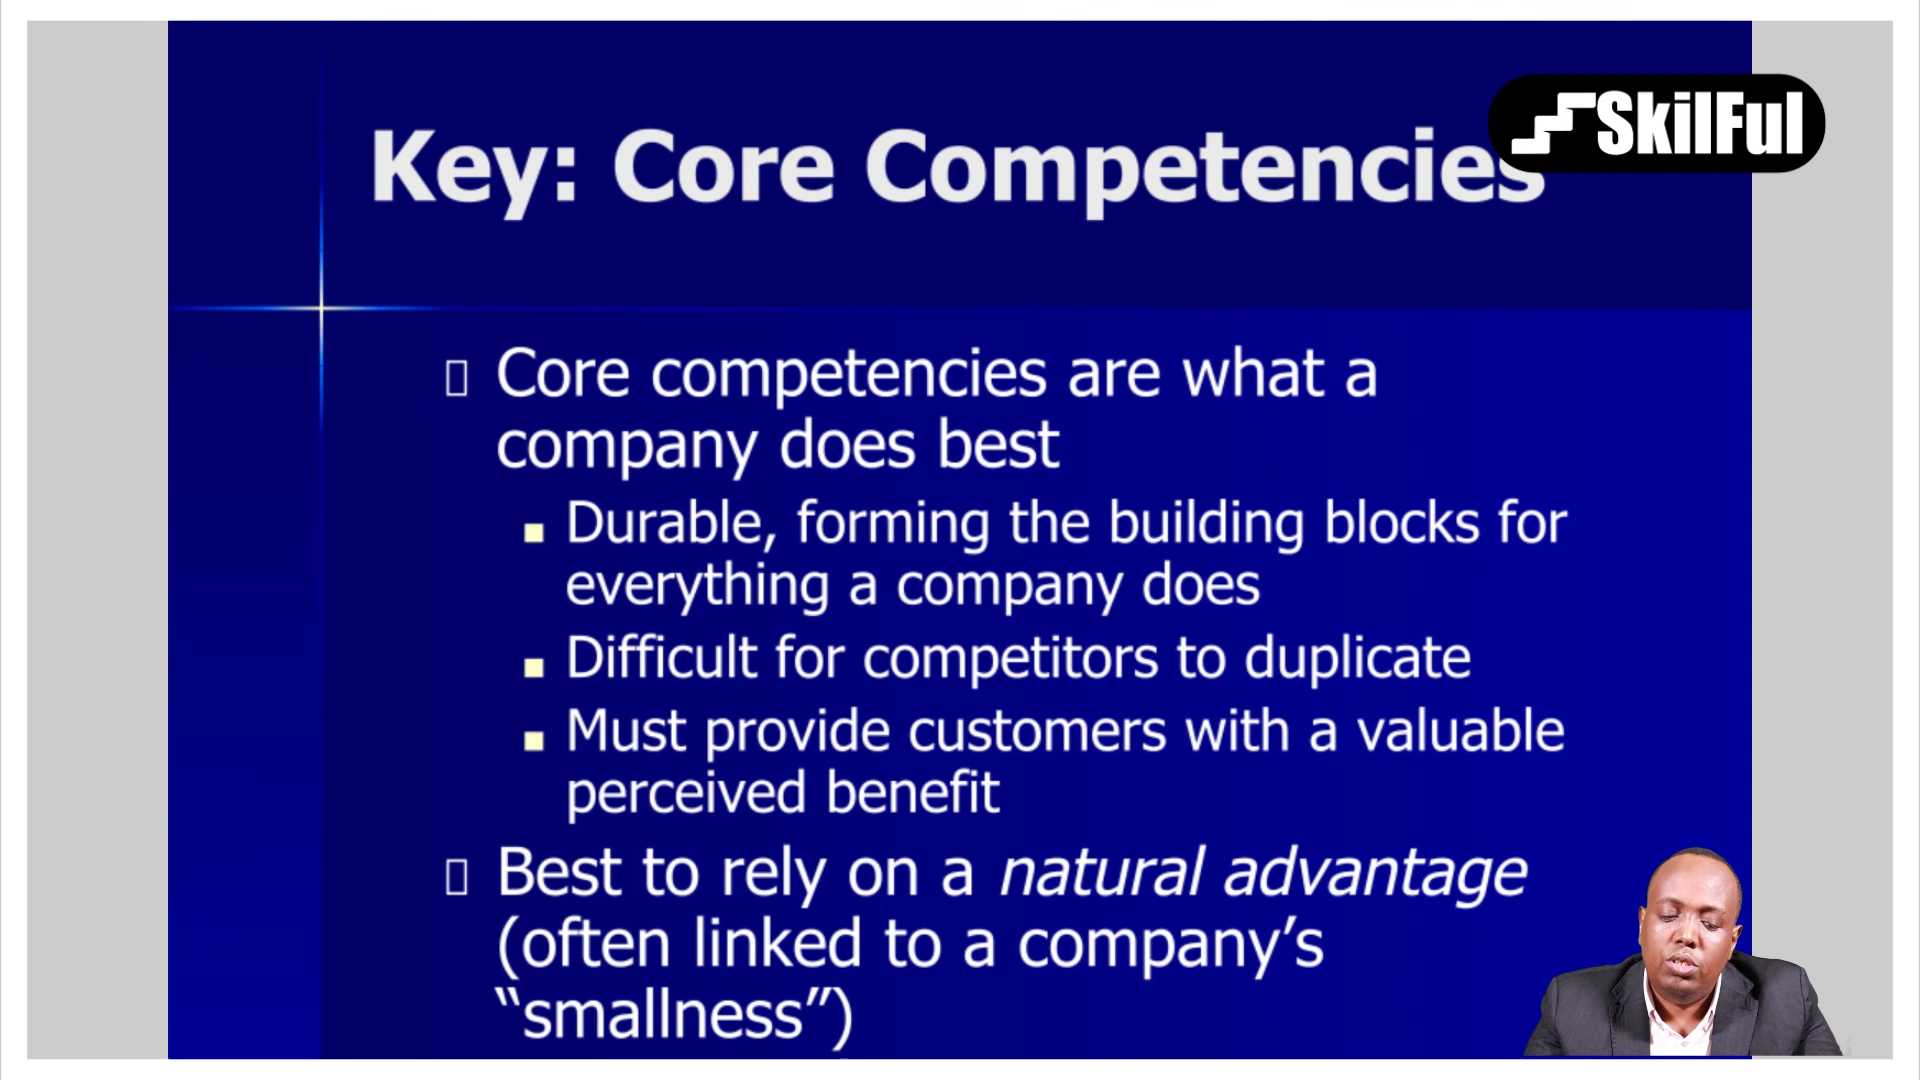 Key: Core Competencies
SkilFul
Core competencies are what a
company does best
Durable, forming the building blocks for
everything a company does
Difficult for competitors to duplicate
Must provide customers with a valuable
perceived benefit
Best to rely on a natural advantage
(often linked to a company’s
“smallness”)